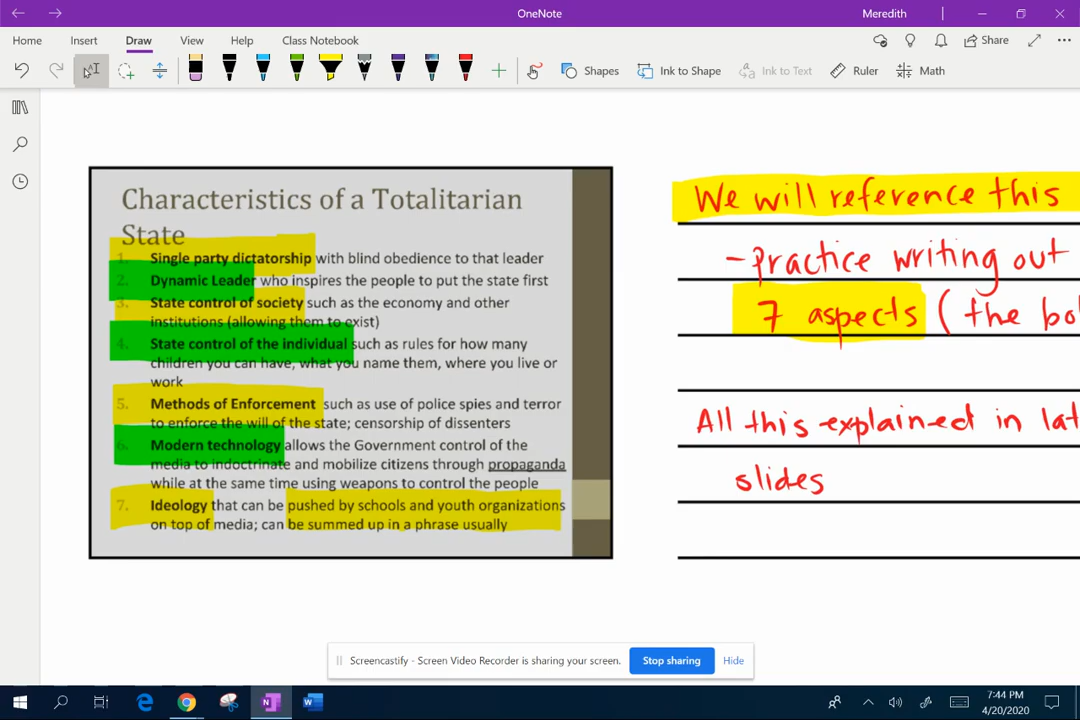 OneNote
Meredith
Home Insert Draw View Help Class Notebook
Share
Shapes Ink to Shape Ink to Text Ruler Math
Characteristics of a Totalitarian
State
1. Single party dictatorship with blind obedience to that leader
2. Dynamic Leader who inspires the people to put the state first
3. State control of society such as the economy and other
institutions (allowing them to exist)
4. State control of the individual such as rules for how many
children you can have, what you name them, where you live or
work
5. Methods of Enforcement such as use of police spies and terror
to enforce the will of the state; censorship of dissenters
6. Modern technology allows the Government control of the
media to indoctrinate and mobilize citizens through propaganda
while at the same time using weapons to control the people
7. Ideology that can be pushed by schools and youth organizations
on top of media; can be summed up in a phrase usually
We will reference this
-practice writing out
7 aspects (the bo
All this explained in lat
slides
Screencastify - Screen Video Recorder is sharing your screen.
Stop sharing
Hide
7:44 PM
4/20/2020